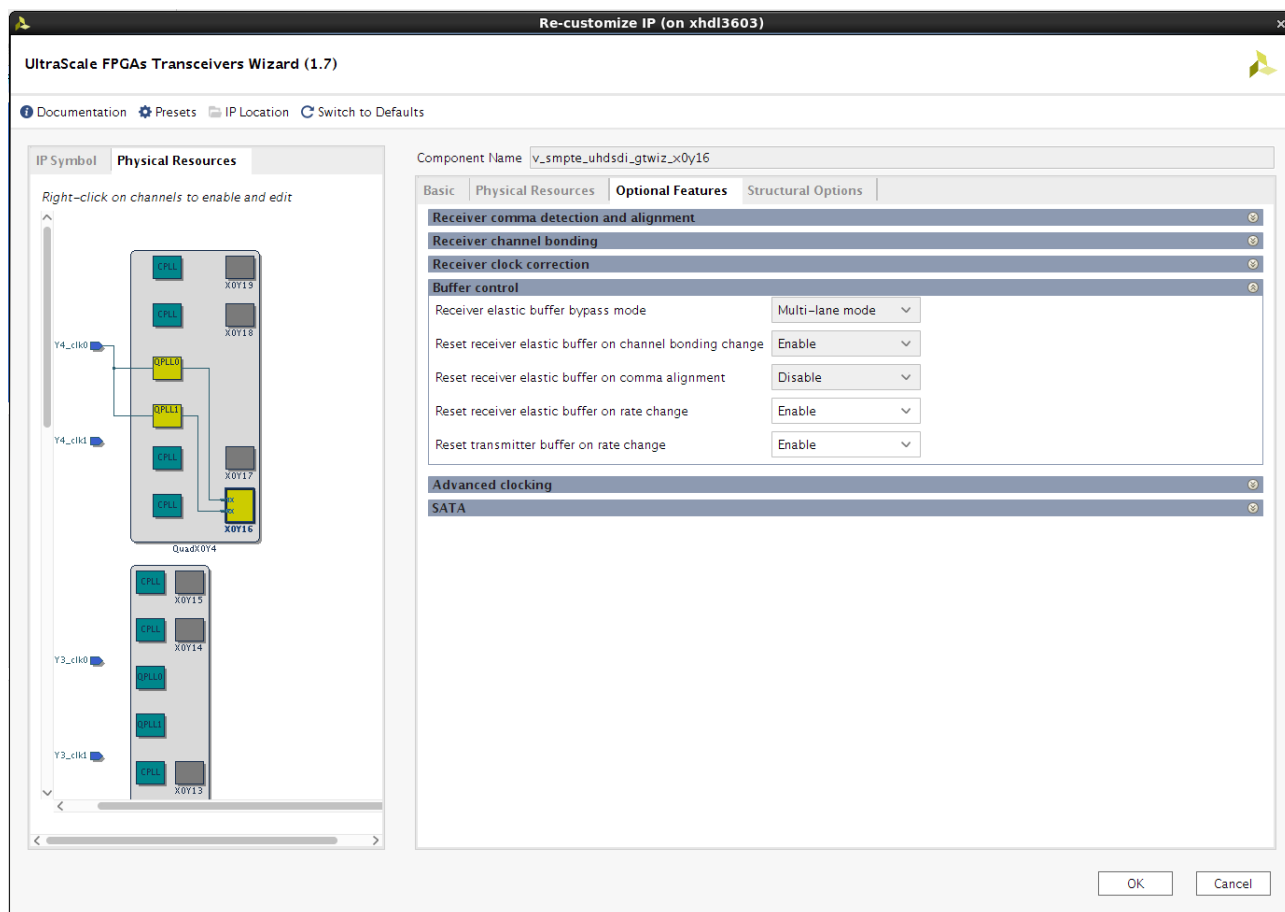 Re-customize IP (on xhdl3603)
UltraScale FPGAs Transceivers Wizard (1.7)
Documentation Presets IP Location Switch to Defaults
IP Symbol Physical Resources
Right-click on channels to enable and edit
CPLL
X0Y19
CPLL
X0Y18
Y4_clk0
QPLL0
QPLL1
Y4_clk1
CPLL
X0Y17
CPLL
X0Y16
QuadX0Y4
CPLL
X0Y15
CPLL
X0Y14
Y3_clk0
QPLL0
QPLL1
Y3_clk1
CPLL
X0Y13
Component Name v_smpte_uhdsdi_gtwiz_x0y16
Basic Physical Resources Optional Features Structural Options
Receiver comma detection and alignment
Receiver channel bonding
Receiver clock correction
Buffer control
Receiver elastic buffer bypass mode Multi-lane mode
Reset receiver elastic buffer on channel bonding change Enable
Reset receiver elastic buffer on comma alignment Disable
Reset receiver elastic buffer on rate change Enable
Reset transmitter buffer on rate change Enable
Advanced clocking
SATA
OK Cancel